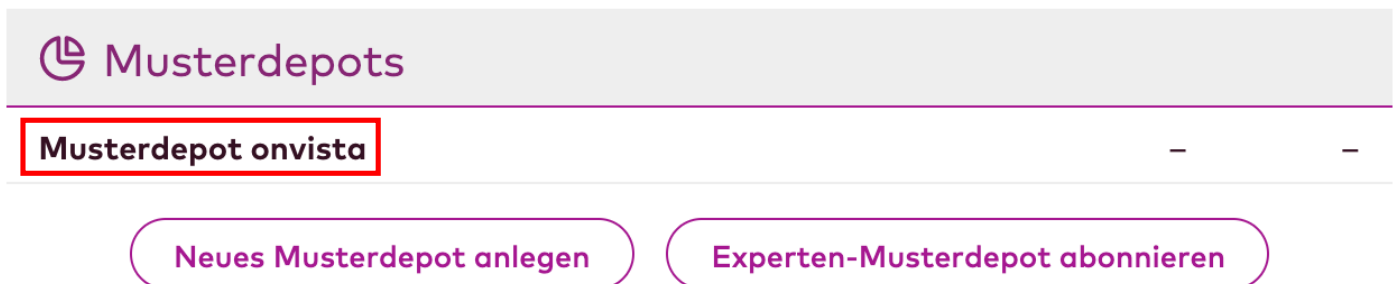 Musterdepots
Musterdepot onvista – –
Neues Musterdepot anlegen Experten-Musterdepot abonnieren